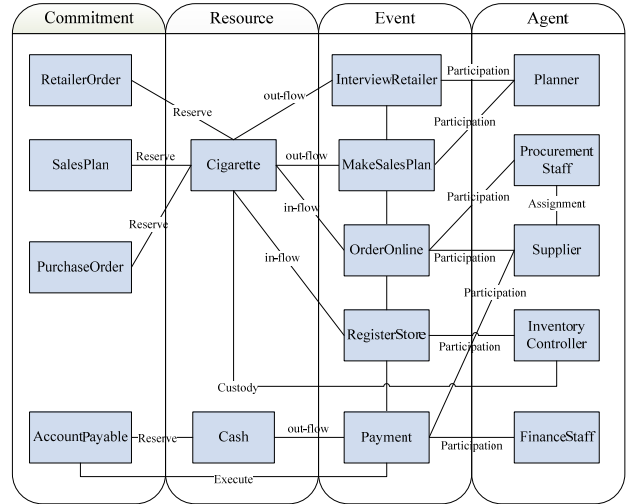 Commitment
Resource
Event
Agent
RetailerOrder
InterviewRetailer
Participation
Planner
Reserve
out-flow
Participation
SalesPlan
Reserve
Cigarette
out-flow
MakeSalesPlan
Procurement
Staff
Participation
Assignment
in-flow
Reserve
PurchaseOrder
OrderOnline
Participation
Supplier
in-flow
Participation
RegisterStore
Participation
Inventory
Controller
Custody
AccountPayable
Reserve
Cash
out-flow
Payment
Participation
FinanceStaff
Execute